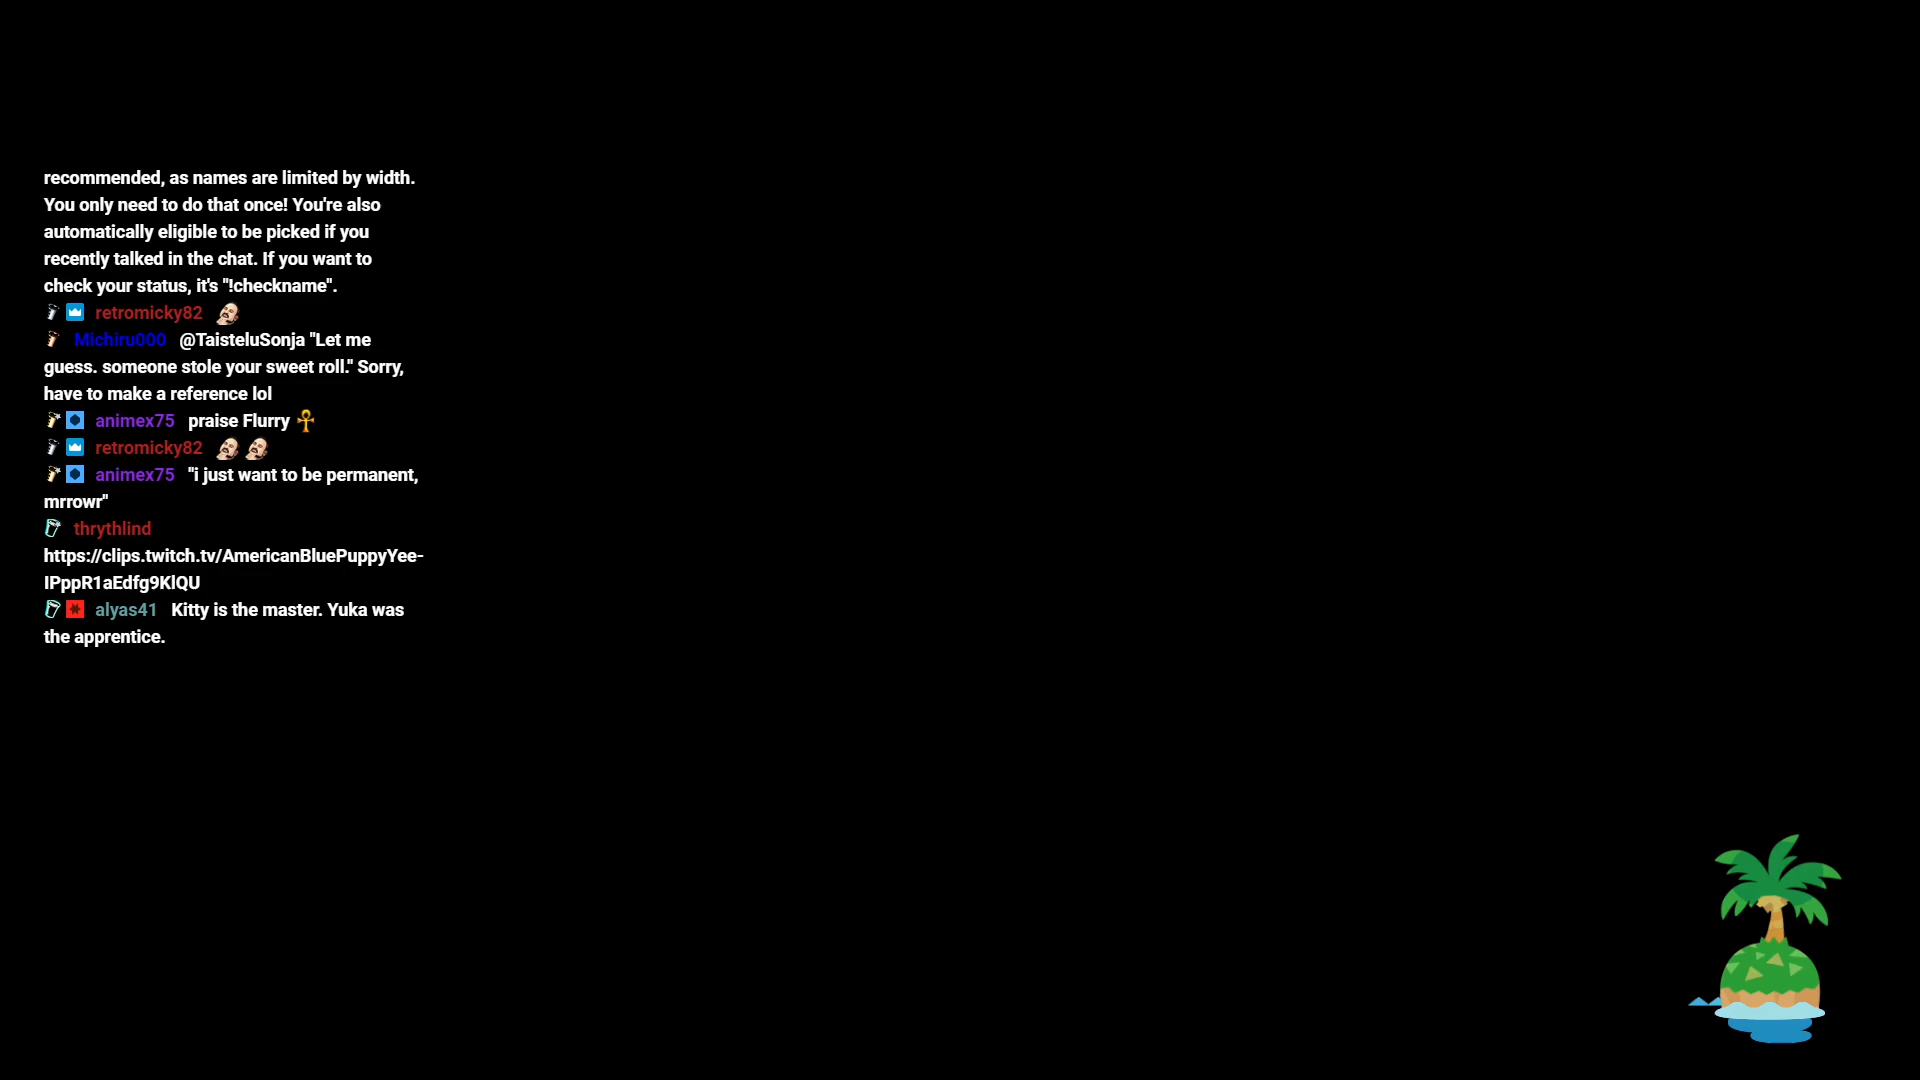 recommended, as names are limited by width.
You only need to do that once! You're also
automatically eligible to be picked if you
recently talked in the chat. If you want to
check your status, it's "!checkname".
retromicky82
Michiru000 @TaisteluSonja "Let me
guess. someone stole your sweet roll." Sorry,
have to make a reference lol
animex75 praise Flurry
retromicky82
animex75 "i just want to be permanent,
mrrowr"
thrythlind
https://clips.twitch.tv/AmericanBluePuppyYee-
IPppR1aEdfg9KlQU
alyas41 Kitty is the master. Yuka was
the apprentice.